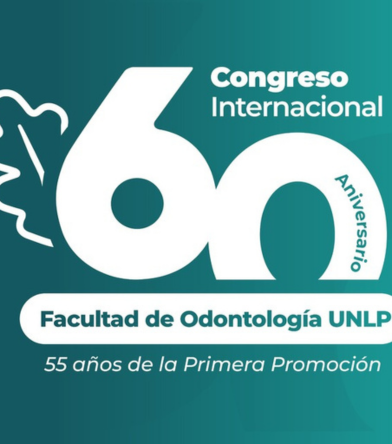 Congreso
Internacional
60
Aniversario
Facultad de Odontología UNLP
55 años de la Primera Promoción